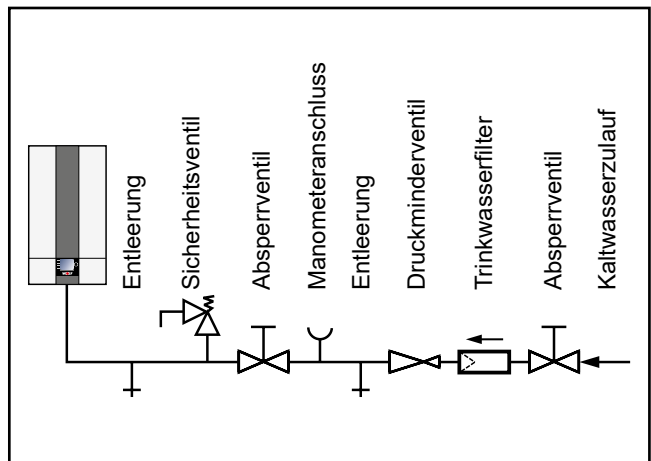 Entleerung
Sicherheitsventil
Absperrventil
Manometeranschluss
Entleerung
Druckminderventil
Trinkwasserfilter
Absperrventil
Kaltwasserzulauf